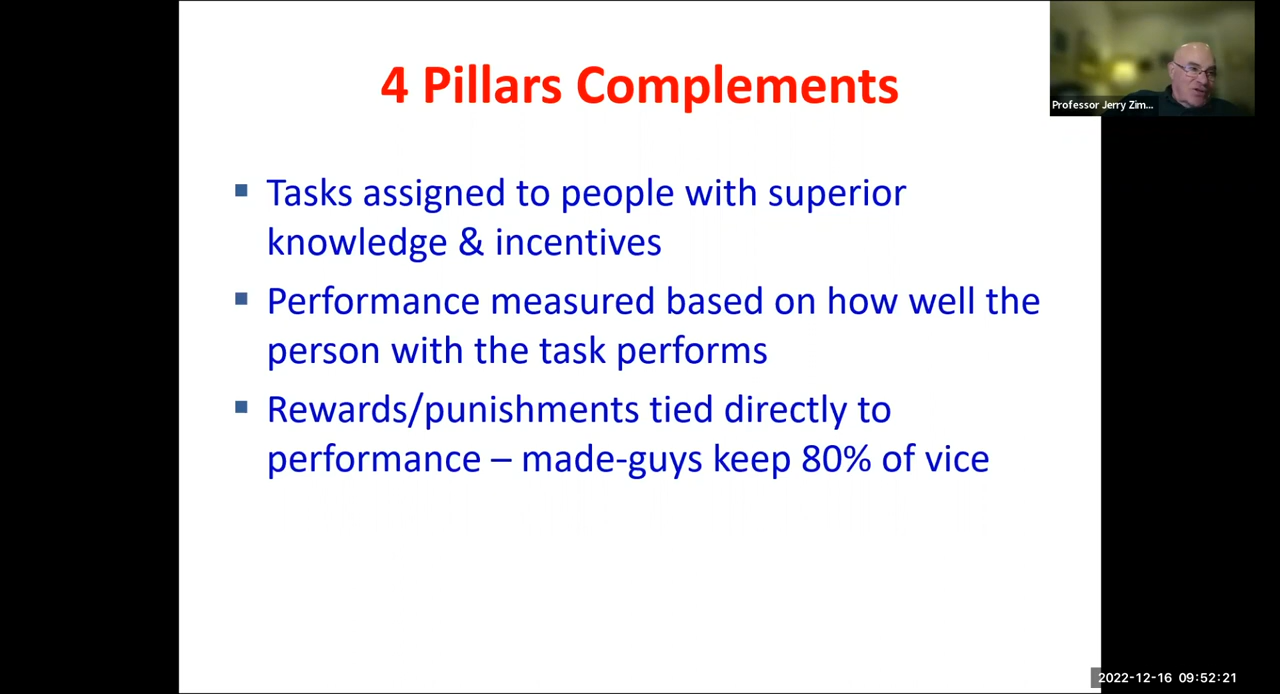 4 Pillars Complements
Professor Jerry Zim...
Tasks assigned to people with superior
knowledge & incentives
Performance measured based on how well the
person with the task performs
Rewards/punishments tied directly to
performance – made-guys keep 80% of vice
2022-12-16 09:52:21